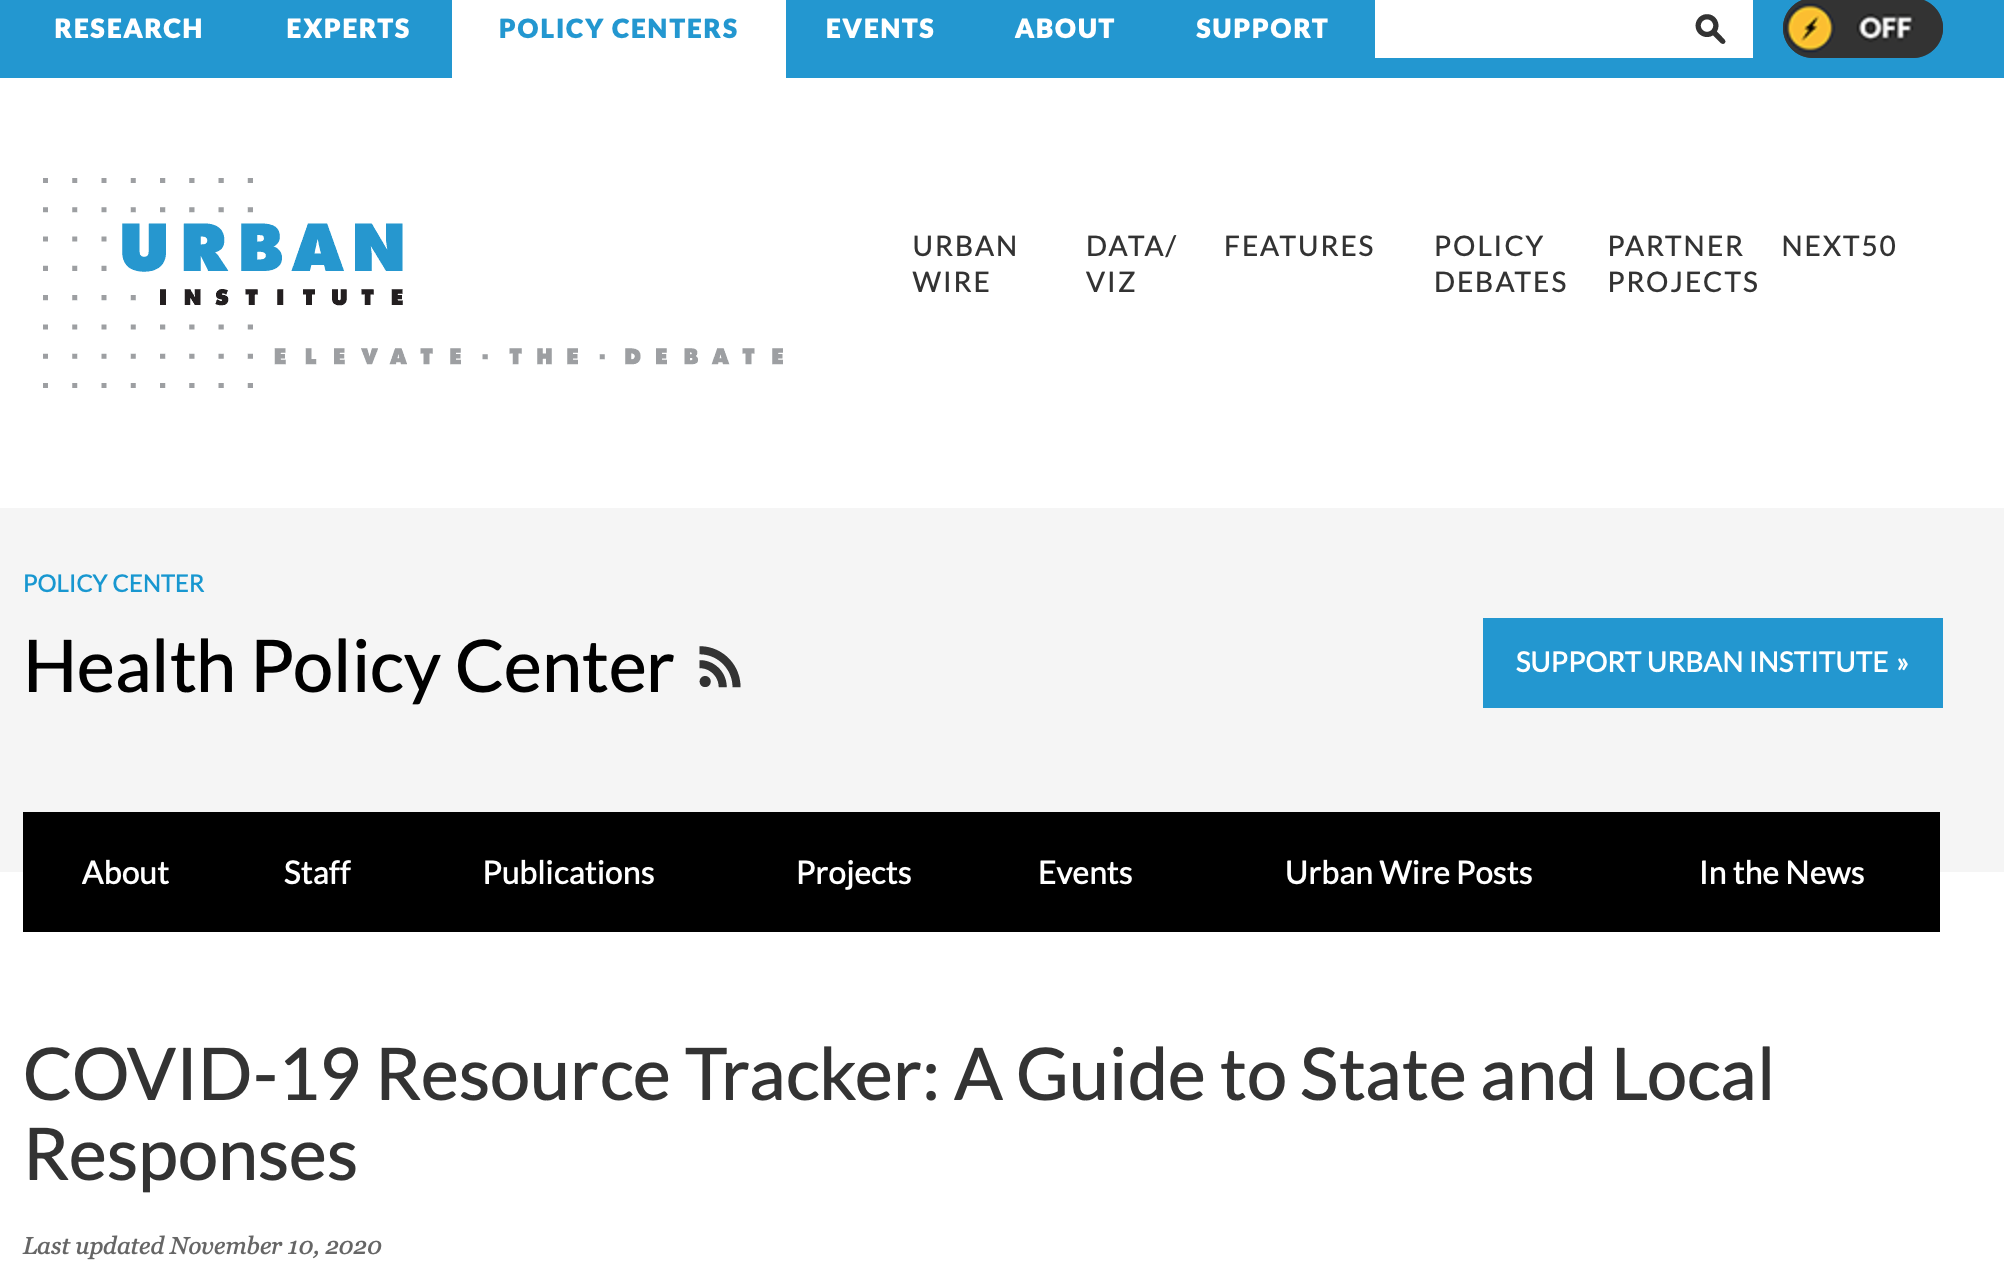 RESEARCH EXPERTS POLICY CENTERS EVENTS ABOUT SUPPORT OFF
URBAN
INSTITUTE
ELEVATE · THE · DEBATE
URBAN WIRE
DATA/ VIZ
FEATURES
POLICY DEBATES
PARTNER PROJECTS
NEXT50
POLICY CENTER
Health Policy Center
SUPPORT URBAN INSTITUTE »
About Staff Publications Projects Events Urban Wire Posts In the News
COVID-19 Resource Tracker: A Guide to State and Local
Responses
Last updated November 10, 2020